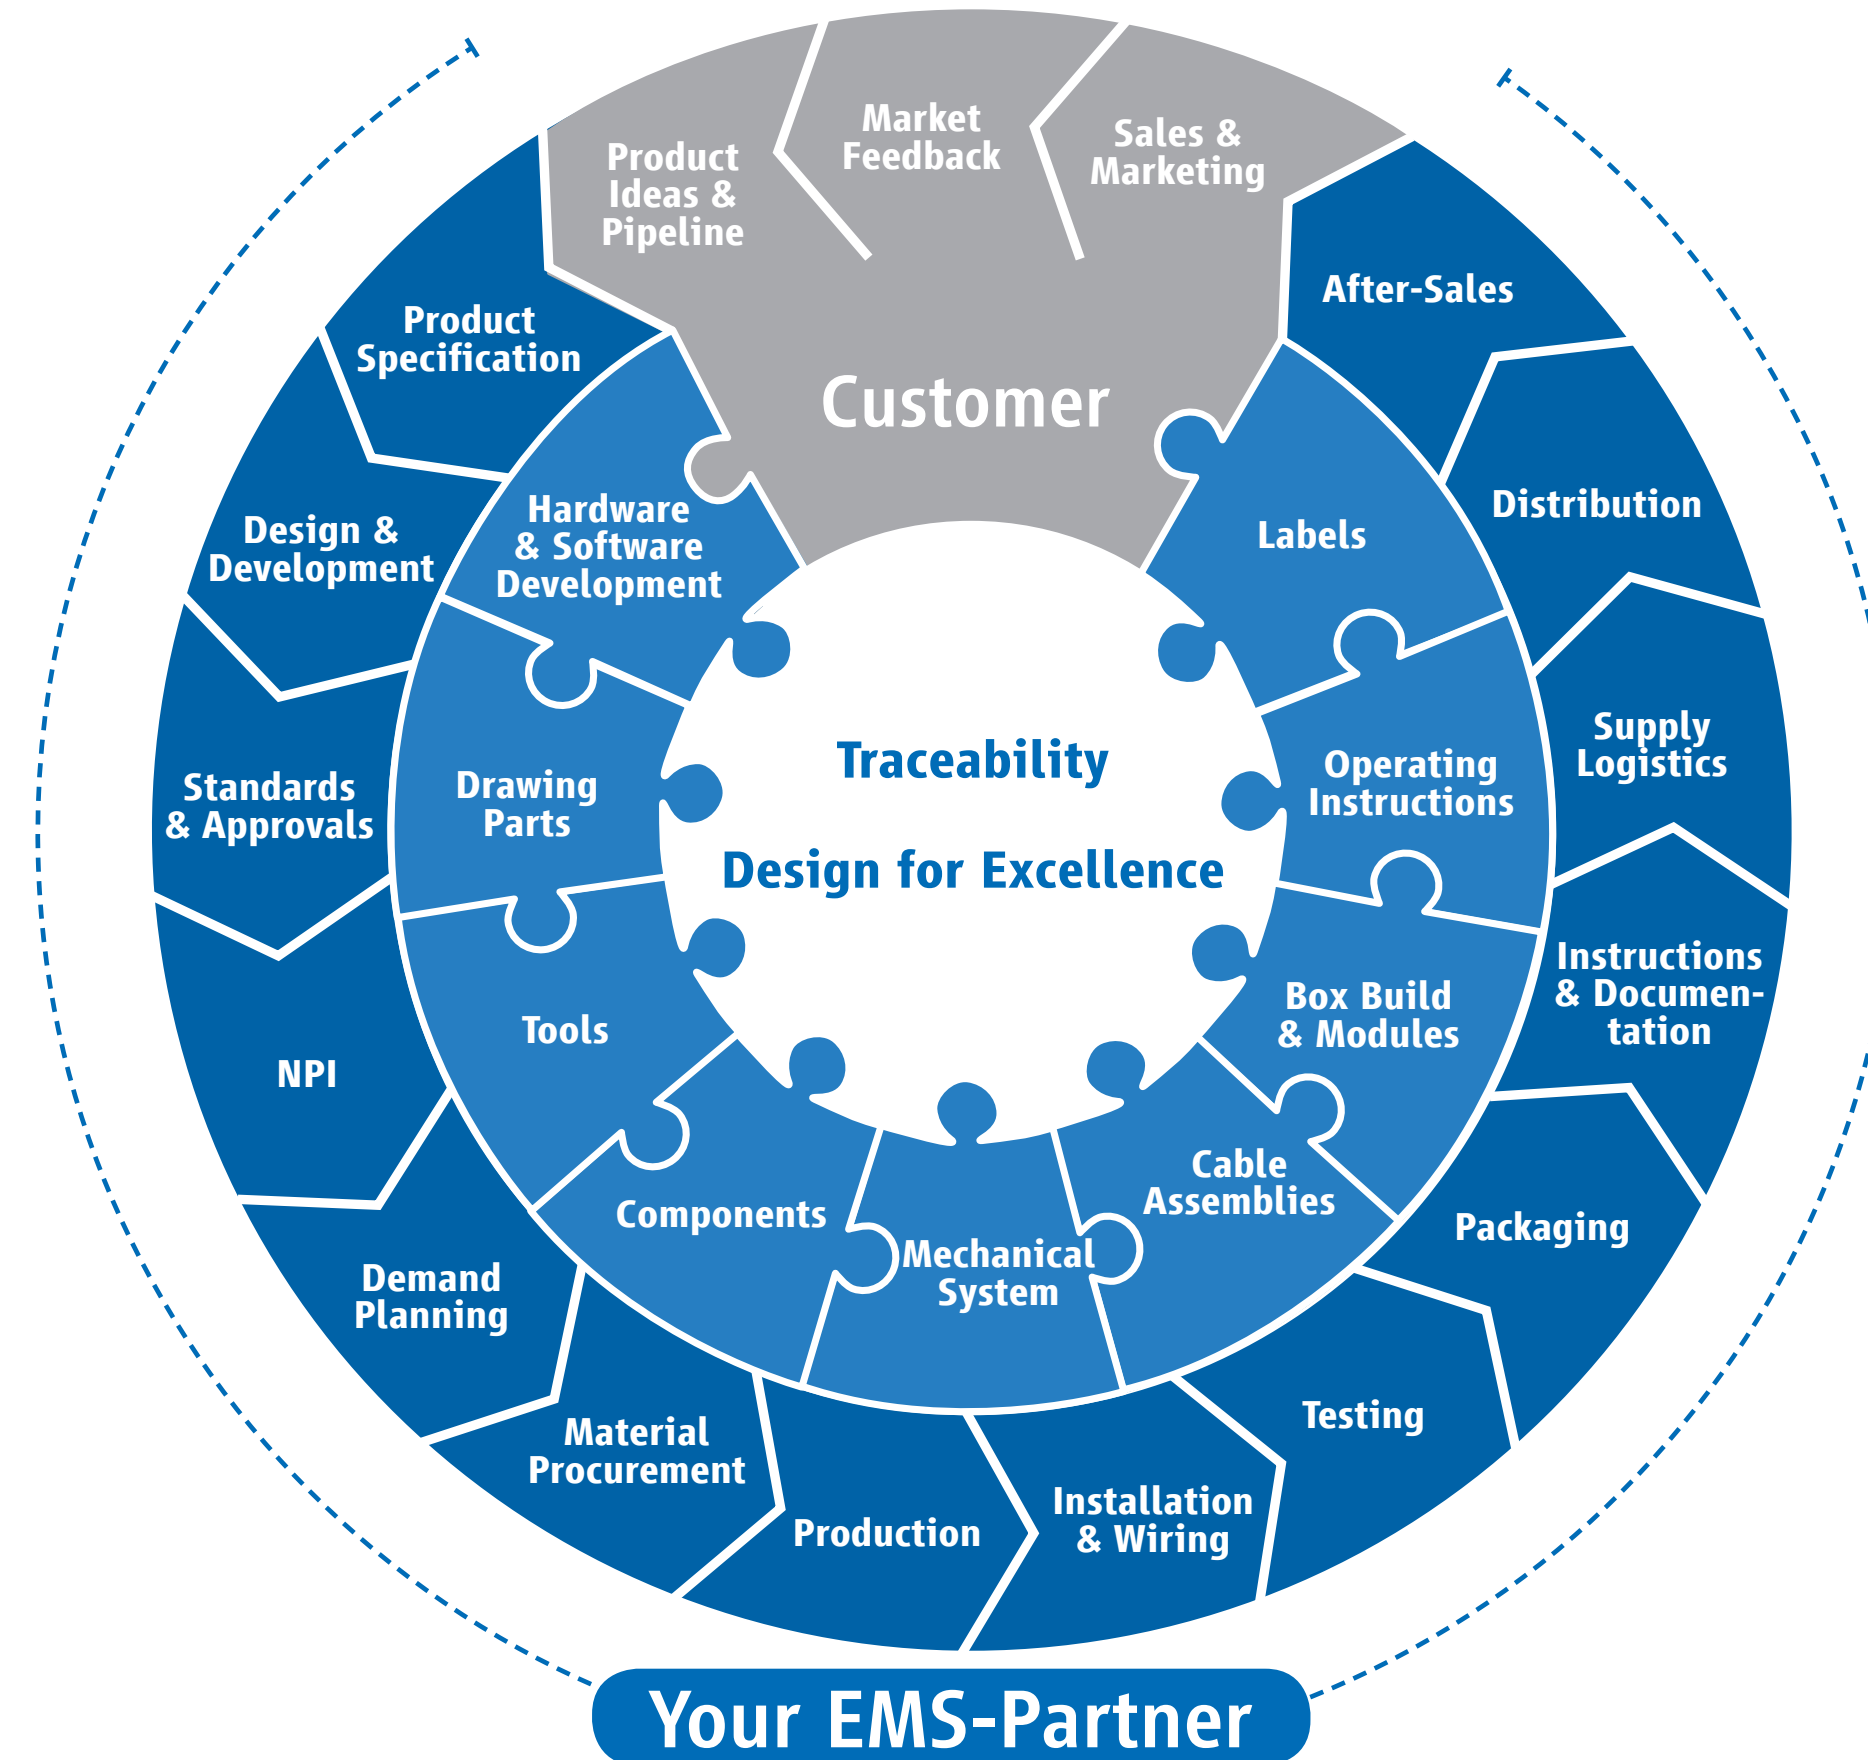 Product
Ideas &
Pipeline
Market
Feedback
Sales &
Marketing
Customer
Product
Specification
Design &
Development
Standards
& Approvals
NPI
Demand
Planning
Material
Procurement
Production
Installation
& Wiring
Testing
Packaging
Instructions
& Documen-
tation
Supply
Logistics
Distribution
After-Sales
Hardware
& Software
Development
Drawing
Parts
Tools
Components
Mechanical
System
Cable
Assemblies
Box Build
& Modules
Operating
Instructions
Labels
Traceability
Design for Excellence
Your EMS-Partner